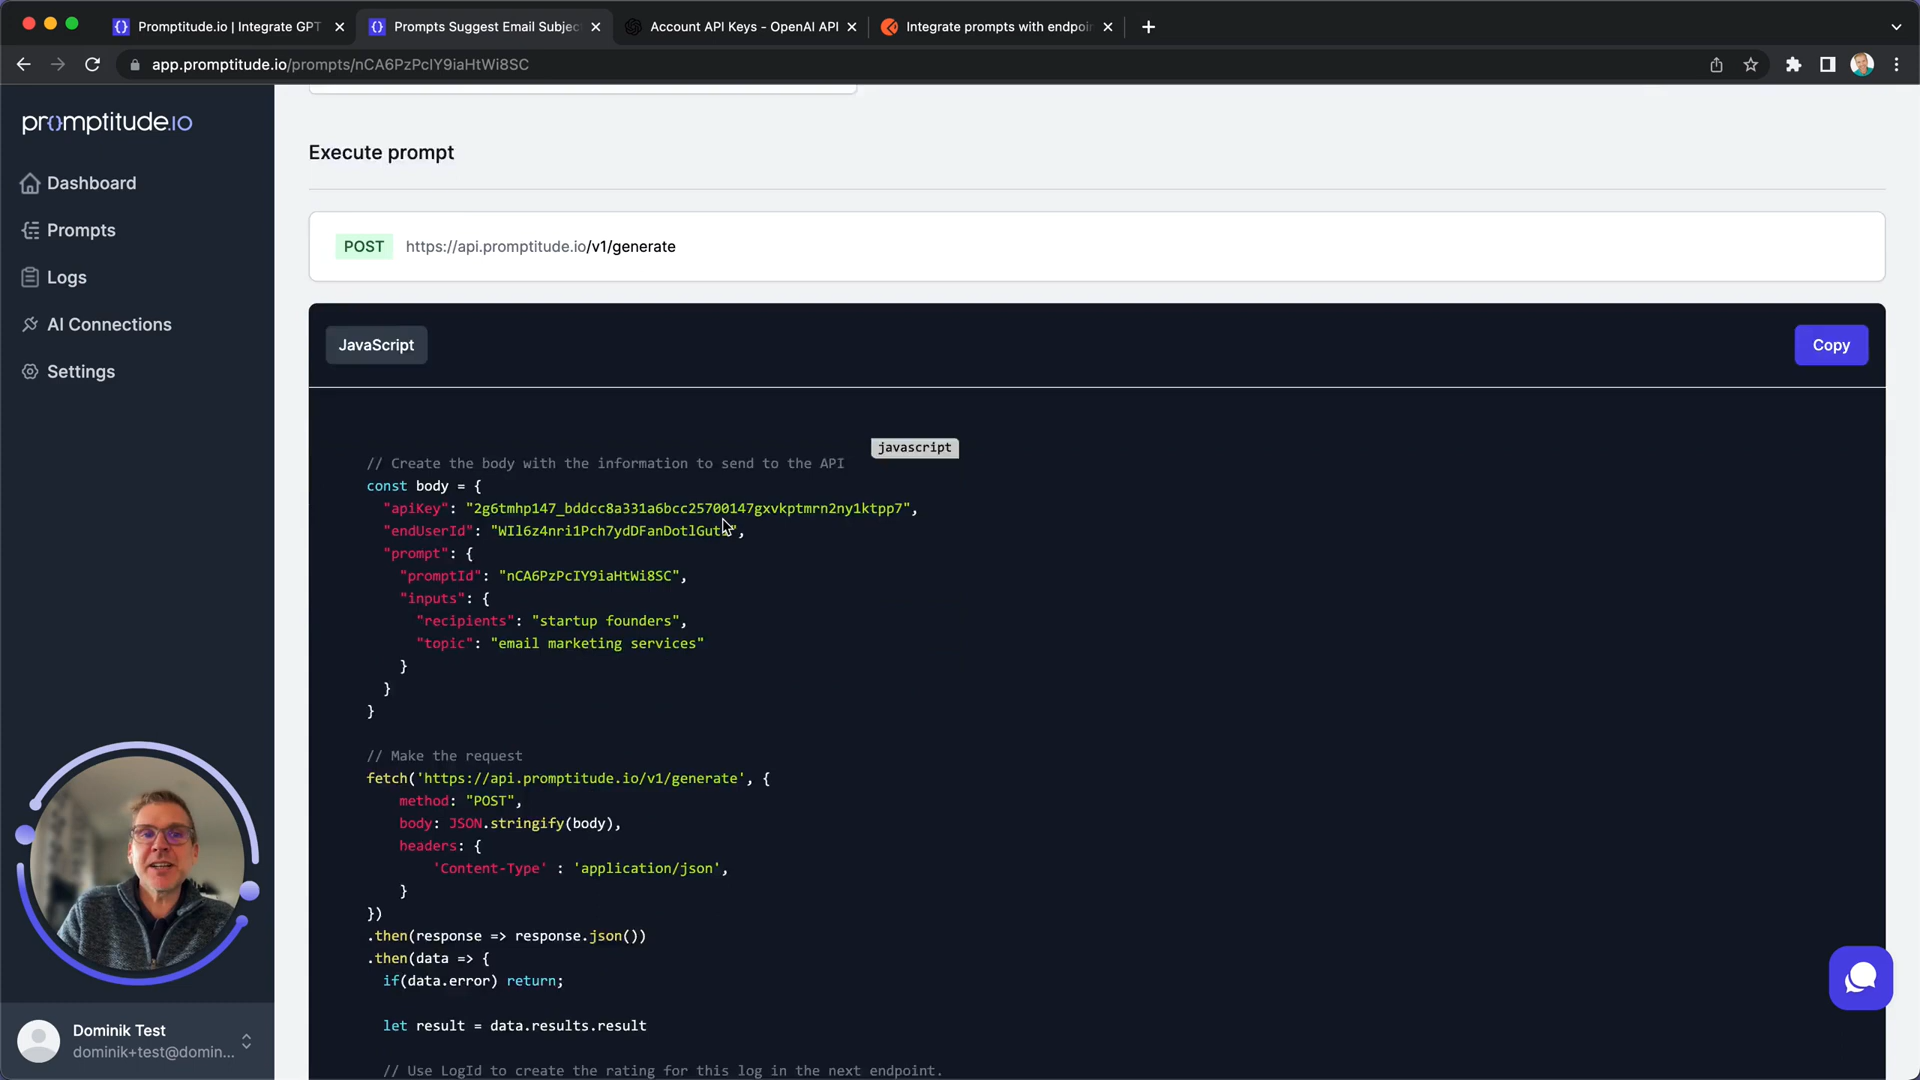 Promptitude.io | Integrate GPT
Prompts Suggest Email Subjec
Account API Keys - OpenAI API
Integrate prompts with endpoin
app.promptitude.io/prompts/nCA6PzPcIY9iaHtWi8SC
promptitude.io
Dashboard
Prompts
Logs
AI Connections
Settings
Dominik Test
dominik+test@domin...
Execute prompt
POST https://api.promptitude.io/v1/generate
JavaScript
Copy
javascript
// Create the body with the information to send to the API
const body = {
"apiKey": "2g6tmhp147_bddcc8a331a6bcc25700147gxvkptmrn2ny1ktpp7",
"endUserId":
"prompt": {
"promptId": "nCA6PzPcIY9iaHtWi8SC",
"inputs": {
"recipients": "startup founders",
"topic": "email marketing services"
}
}
}
// Make the request
fetch('https://api.promptitude.io/v1/generate', {
method: "POST",
body: JSON.stringify(body),
headers: {
'Content-Type' : 'application/json',
}
})
.then(response => response.json())
.then(data => {
if(data.error) return;
let result = data.results.result
// Use LogId to create the rating for this log in the next endpoint.